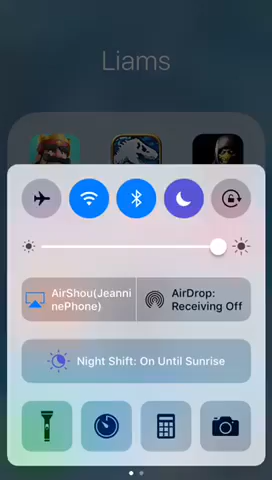 Liams
AirShou(Jeanni
nePhone)
AirDrop:
Receiving Off
Night Shift: On Until Sunrise